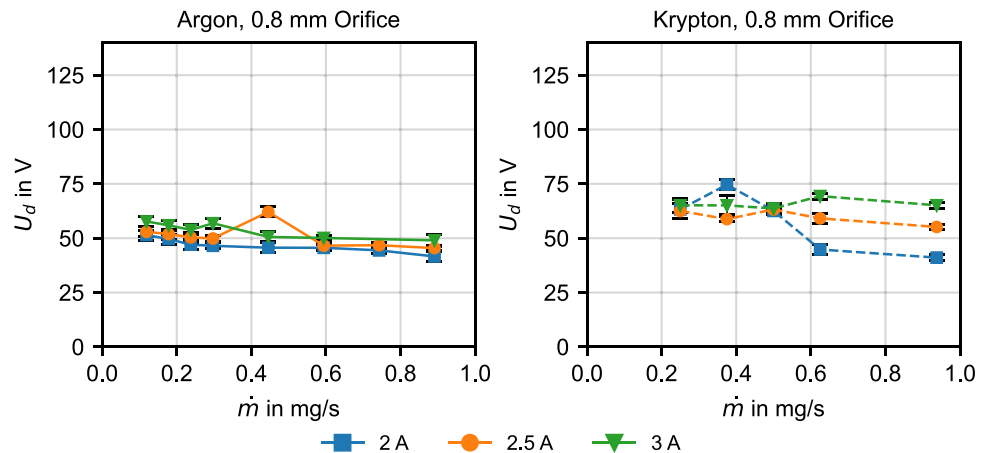 Argon, 0.8 mm Orifice
Krypton, 0.8 mm Orifice
125
100
75
50
25
0
U_d in V
0.0 0.2 0.4 0.6 0.8 1.0
ṁ in mg/s
125
100
75
50
25
0
U_d in V
0.0 0.2 0.4 0.6 0.8 1.0
ṁ in mg/s
2 A 2.5 A 3 A